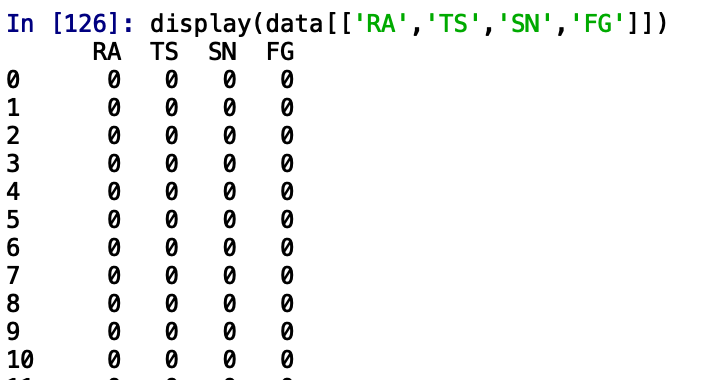 In [126]: display(data[['RA','TS','SN','FG']])
RA TS SN FG
0 0 0 0 0
1 0 0 0 0
2 0 0 0 0
3 0 0 0 0
4 0 0 0 0
5 0 0 0 0
6 0 0 0 0
7 0 0 0 0
8 0 0 0 0
9 0 0 0 0
10 0 0 0 0